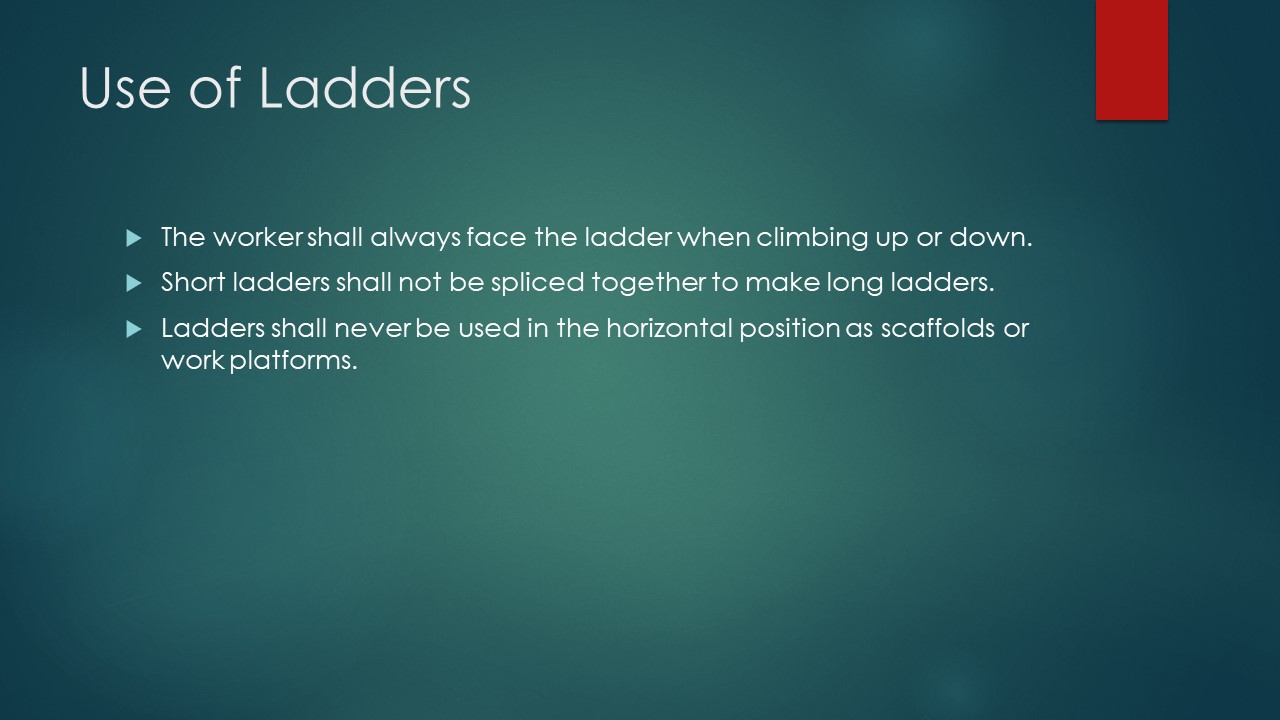 Use of Ladders
The worker shall always face the ladder when climbing up or down.
Short ladders shall not be spliced together to make long ladders.
Ladders shall never be used in the horizontal position as scaffolds or
work platforms.